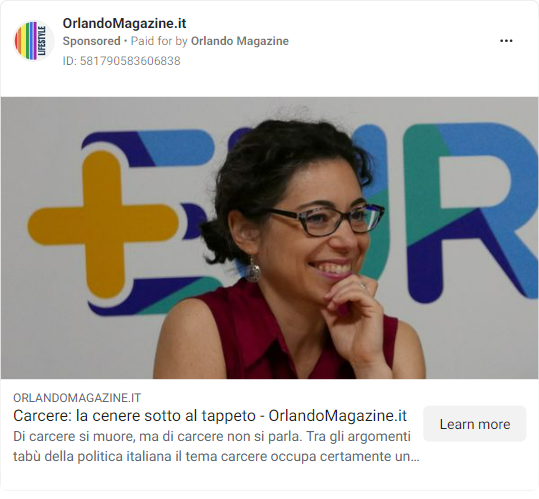 OrlandoMagazine.it
Sponsored • Paid for by Orlando Magazine
ID: 581790583606838
LIFESTYLE
+EUR
ORLANDOMAGAZINE.IT
Carcere: la cenere sotto al tappeto - OrlandoMagazine.it
Di carcere si muore, ma di carcere non si parla. Tra gli argomenti
tabù della politica italiana il tema carcere occupa certamente un...
Learn more